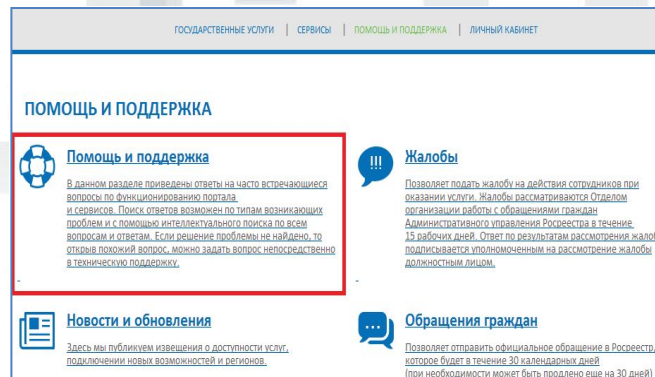 ГОСУДАРСТВЕННЫЕ УСЛУГИ | СЕРВИСЫ | ПОМОЩЬ И ПОДДЕРЖКА | ЛИЧНЫЙ КАБИНЕТ
ПОМОЩЬ И ПОДДЕРЖКА
Помощь и поддержка
В данном разделе приведены ответы на часто встречающиеся
вопросы по функционированию портала
и сервисов. Поиск ответов возможен по типам возникающих
проблем и с помощью интеллектуального поиска по всем
вопросам и ответам. Если решение проблемы не найдено, то
открыв похожий вопрос, можно задать вопрос непосредственно
в техническую поддержку.
!!! Жалобы
Позволяет подать жалобу на действия сотрудников при
оказании услуги. Жалобы рассматриваются Отделом
организации работы с обращениями граждан
Административного управления Росреестра в течение
15 рабочих дней. Ответ по результатам рассмотрения жалоб
подписывается уполномоченным на рассмотрение жалобы
должностным лицом.
Новости и обновления
Здесь мы публикуем извещения о доступности услуг,
подключении новых возможностей и регионов.
... Обращения граждан
Позволяет отправить официальное обращение в Росреестр,
которое будет в течение 30 календарных дней
(при необходимости может быть продлено еще на 30 дней)